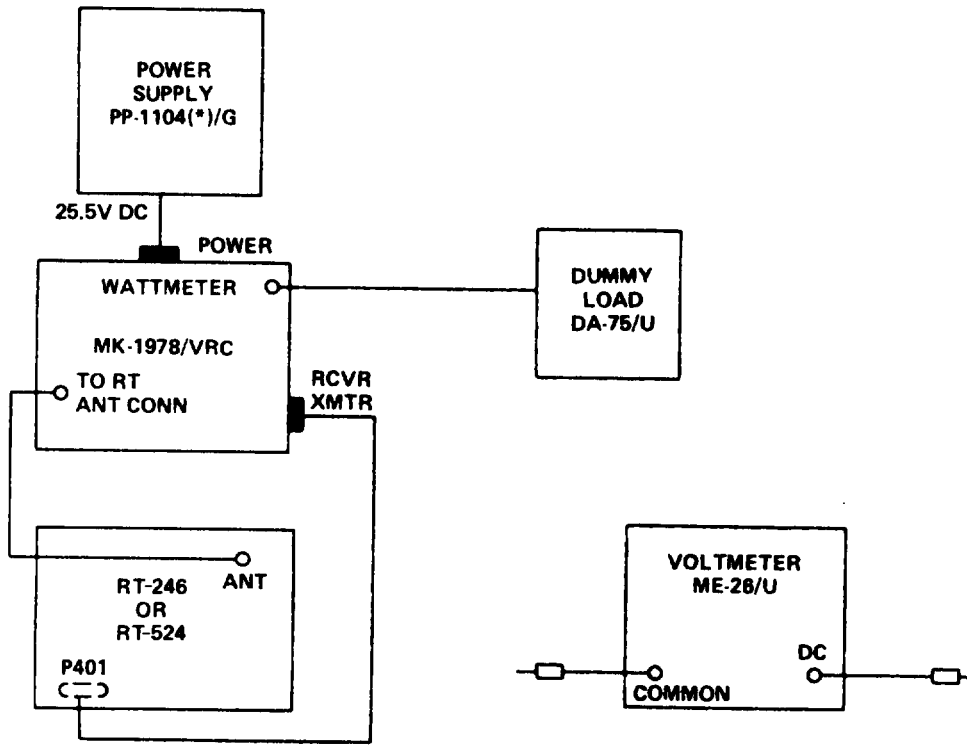 POWER
SUPPLY
PP-1104(*)/G
25.5V DC
POWER
WATTMETER
MK-1978/VRC
TO RT
ANT CONN
RCVR
XMTR
DUMMY
LOAD
DA-75/U
ANT
RT-246
OR
RT-524
P401
VOLTMETER
ME-26/U
COMMON
DC